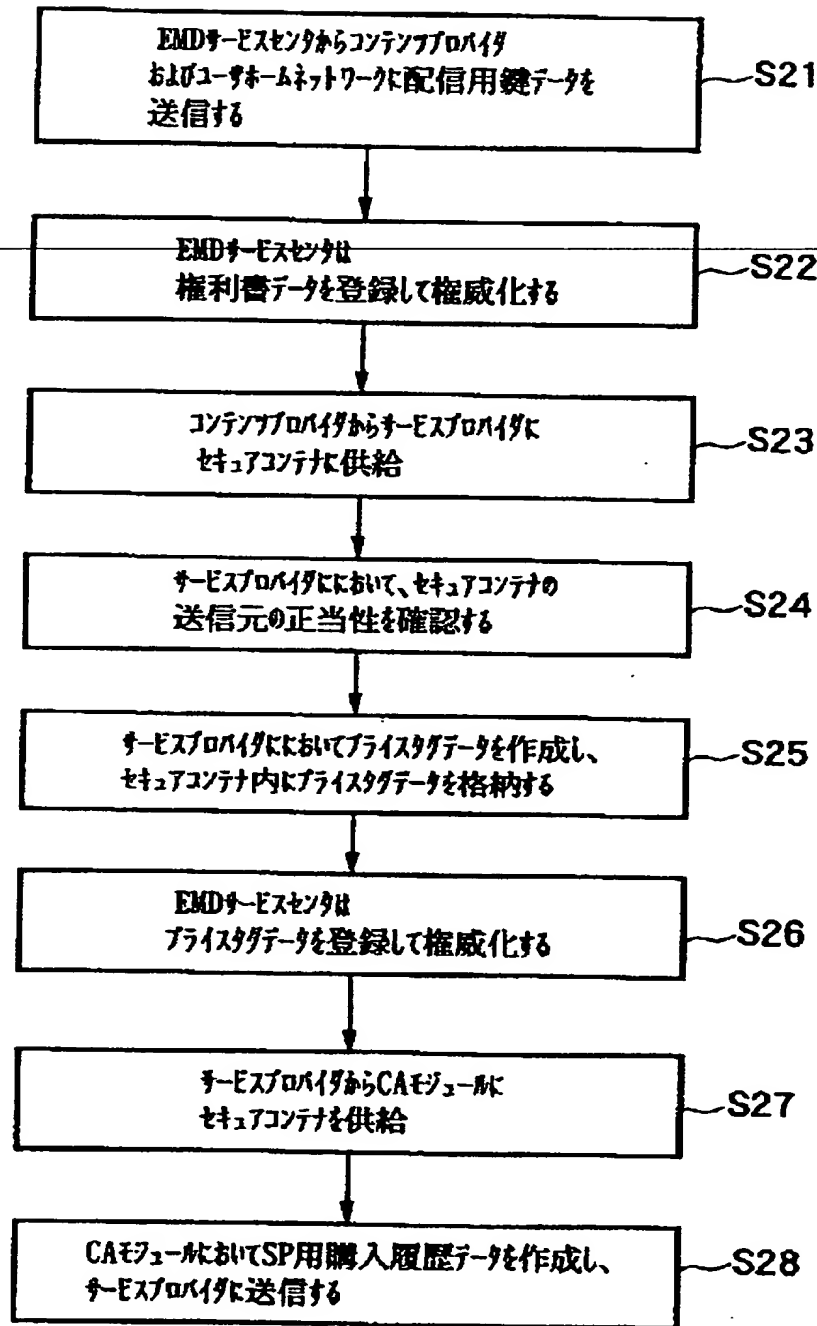 EMDサービスセンタからコンテンツプロバイダ
およびユーザホームネットワークに配信用鍵データを
送信する
S21
EMDサービスセンタは
権利書データを登録して権威化する
S22
コンテンツプロバイダからサービスプロバイダに
セキュアコンテナに供給
S23
サービスプロバイダににおいて、セキュアコンテナの
送信元の正当性を確認する
S24
サービスプロバイダににおいてプライスタグデータを作成し、
セキュアコンテナ内にプライスタグデータを格納する
S25
EMDサービスセンタは
プライスタグデータを登録して権威化する
S26
サービスプロバイダからCAモジュールに
セキュアコンテナを供給
S27
CAモジュールにおいてSP用購入履歴データを作成し、
サービスプロバイダに送信する
S28